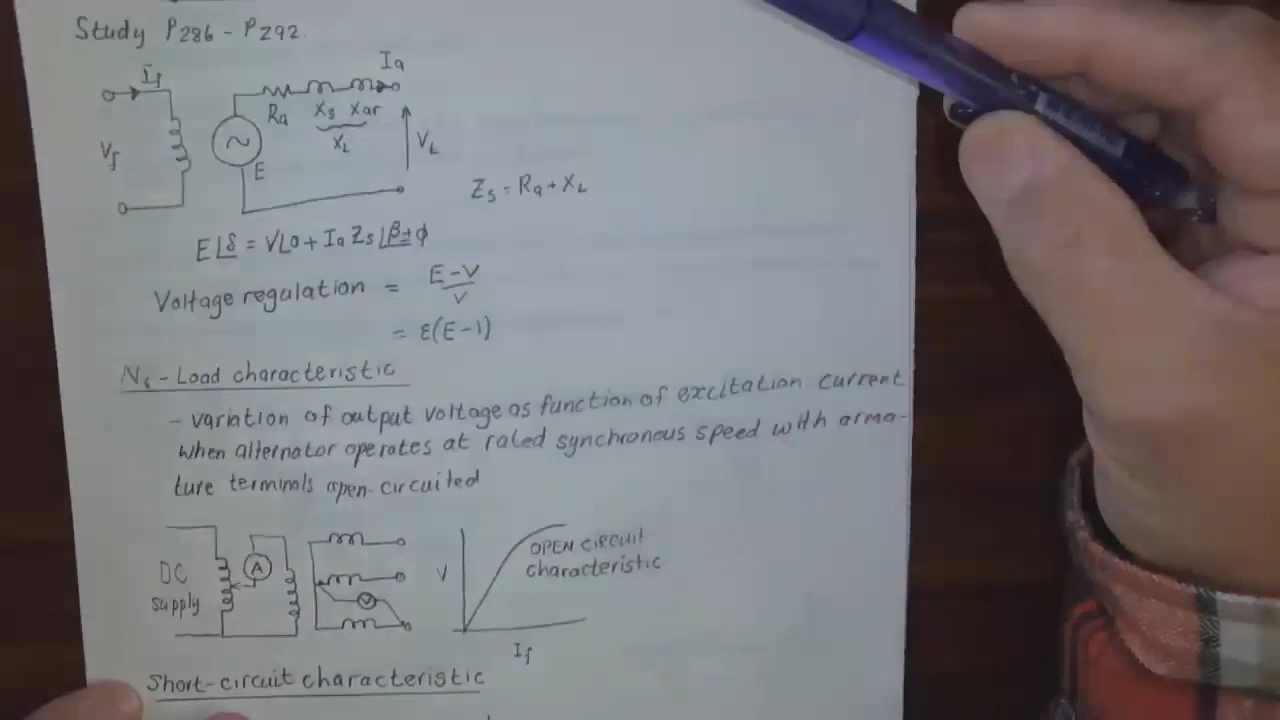 Study P286 - P292
If
Ia
Ra Xs Xar
XL
Vf
E
VL
Zs = Ra + XL
E∠δ = V∠0 + Ia Zs∠β±ϕ
Voltage regulation = E-V/V
= ε(E-1)
-Load characteristic
- variation of output voltage as function of excitation current
when alternator operates at rated synchronous speed with arma-
ture terminals open-circuited
DC
supply
A
V
V
OPEN CIRCUIT
characteristic
If
Short-circuit characteristic